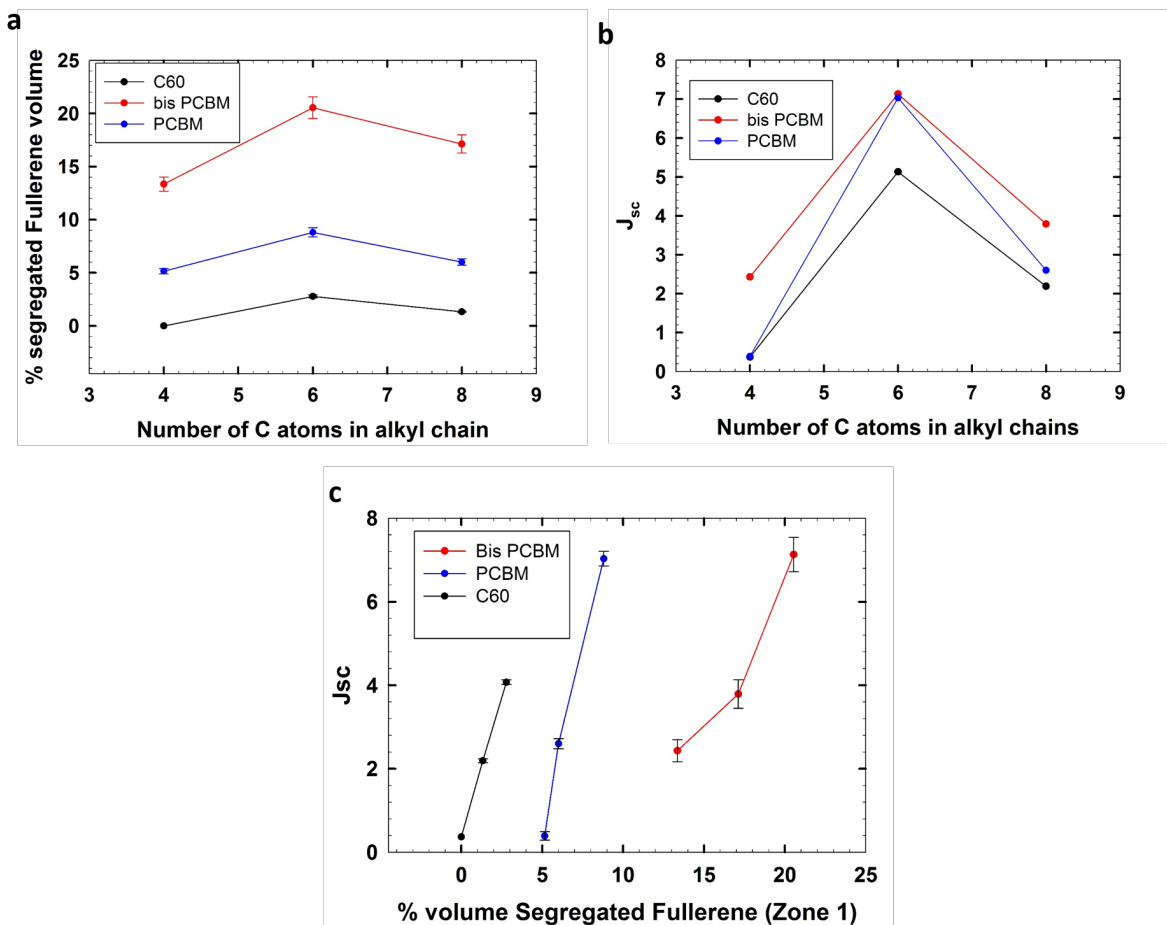 a
% segregated Fullerene volume
25
20
15
10
5
0
C60
bis PCBM
PCBM
3 4 5 6 7 8 9
Number of C atoms in alkyl chain
b
Jsc
8
7
6
5
4
3
2
1
0
C60
bis PCBM
PCBM
3 4 5 6 7 8 9
Number of C atoms in alkyl chains
c
Jsc
8
6
4
2
0
Bis PCBM
PCBM
C60
0 5 10 15 20 25
% volume Segregated Fullerene (Zone 1)